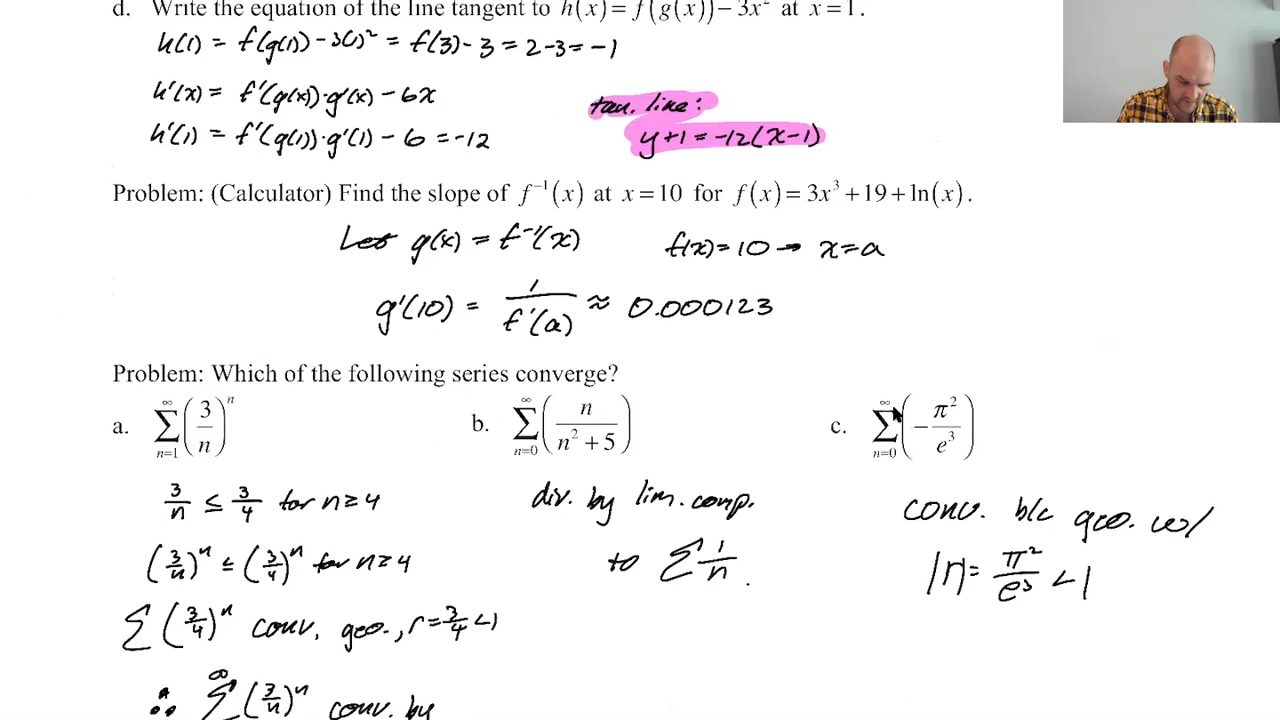 d. Write the equation of the line tangent to h(x) = f(g(x)) − 3x² at x = 1.
h(1) = f(g(1)) - 3(1)² = f(3) - 3 = 2 - 3 = -1
h'(x) = f'(g(x))·g'(x) - 6x
tan. line:
h'(1) = f'(g(1))·g'(1) - 6 = -12
y + 1 = -12(x - 1)
Problem: (Calculator) Find the slope of f⁻¹(x) at x = 10 for f(x) = 3x³ + 19 + ln(x).
Let g(x) = f⁻¹(x) f(x) = 10 → x = a
g'(10) = 1/f'(a) ≈ 0.000123
Problem: Which of the following series converge?
a. ∑_{n=1}^{∞} (3/n)ⁿ b. ∑_{n=0}^{∞} (n/(n² + 5)) c. ∑_{n=0}^{∞} (−π²/e³)
3/n ≤ 3/4 for n ≥ 4
(3/n)ⁿ ≤ (3/4)ⁿ for n ≥ 4
∑ (3/4)ⁿ conv. geo., r = 3/4 < 1
∴ ∑^{∞} (3/n)ⁿ conv. by
div. by lim. comp.
to ∑ 1/n.
conv. b/c geo. w/
|r| = π²/e³ < 1